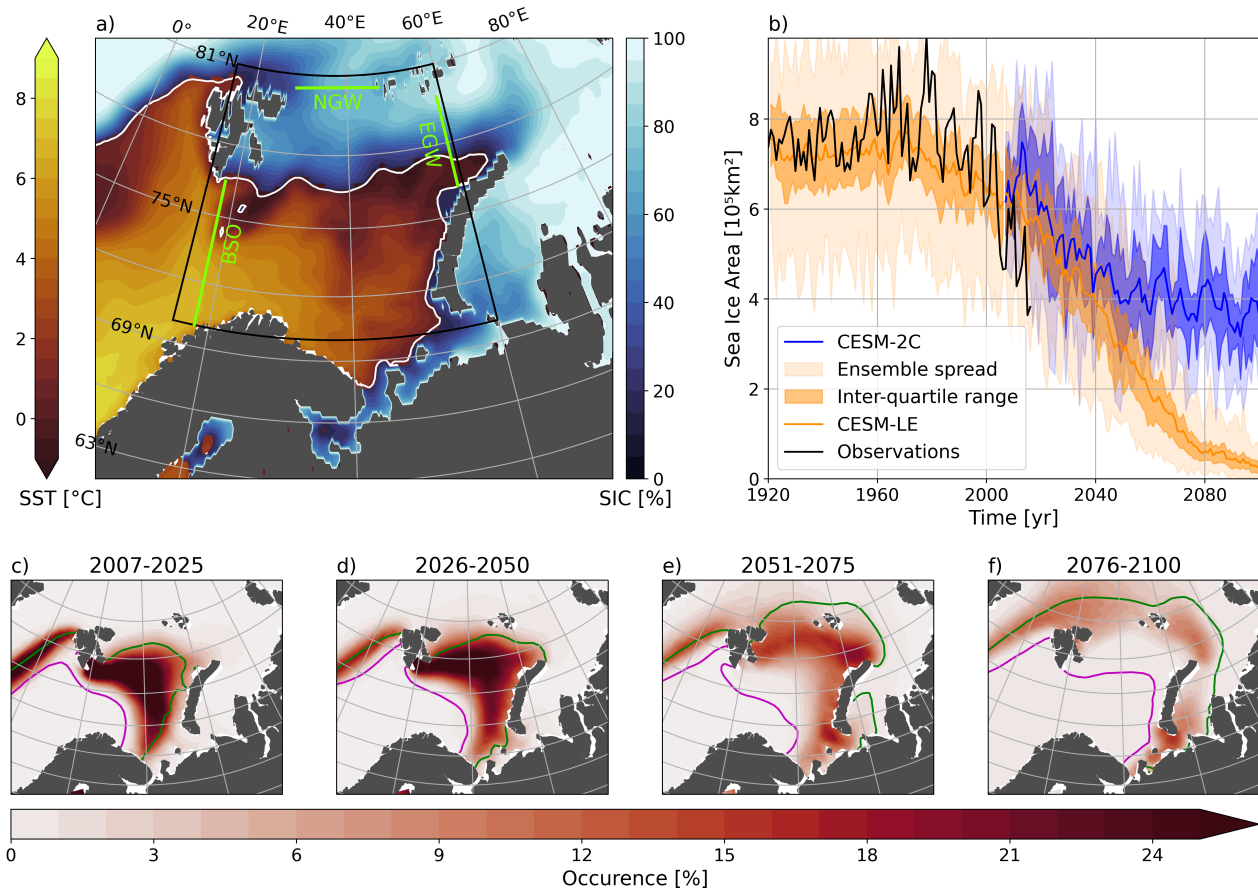 a)
0°
20°E
40°E
60°E
80°E
81°N
75°N
69°N
63°N
NGW
EGW
BSO
8
6
4
2
0
SST [°C]
100
80
60
40
20
0
SIC [%]
b)
8
6
4
2
0
Sea Ice Area [10⁵km²]
CESM-2C
Ensemble spread
Inter-quartile range
CESM-LE
Observations
1920
1960
2000
2040
2080
Time [yr]
c)
2007-2025
d)
2026-2050
e)
2051-2075
f)
2076-2100
0
3
6
9
12
15
18
21
24
Occurence [%]